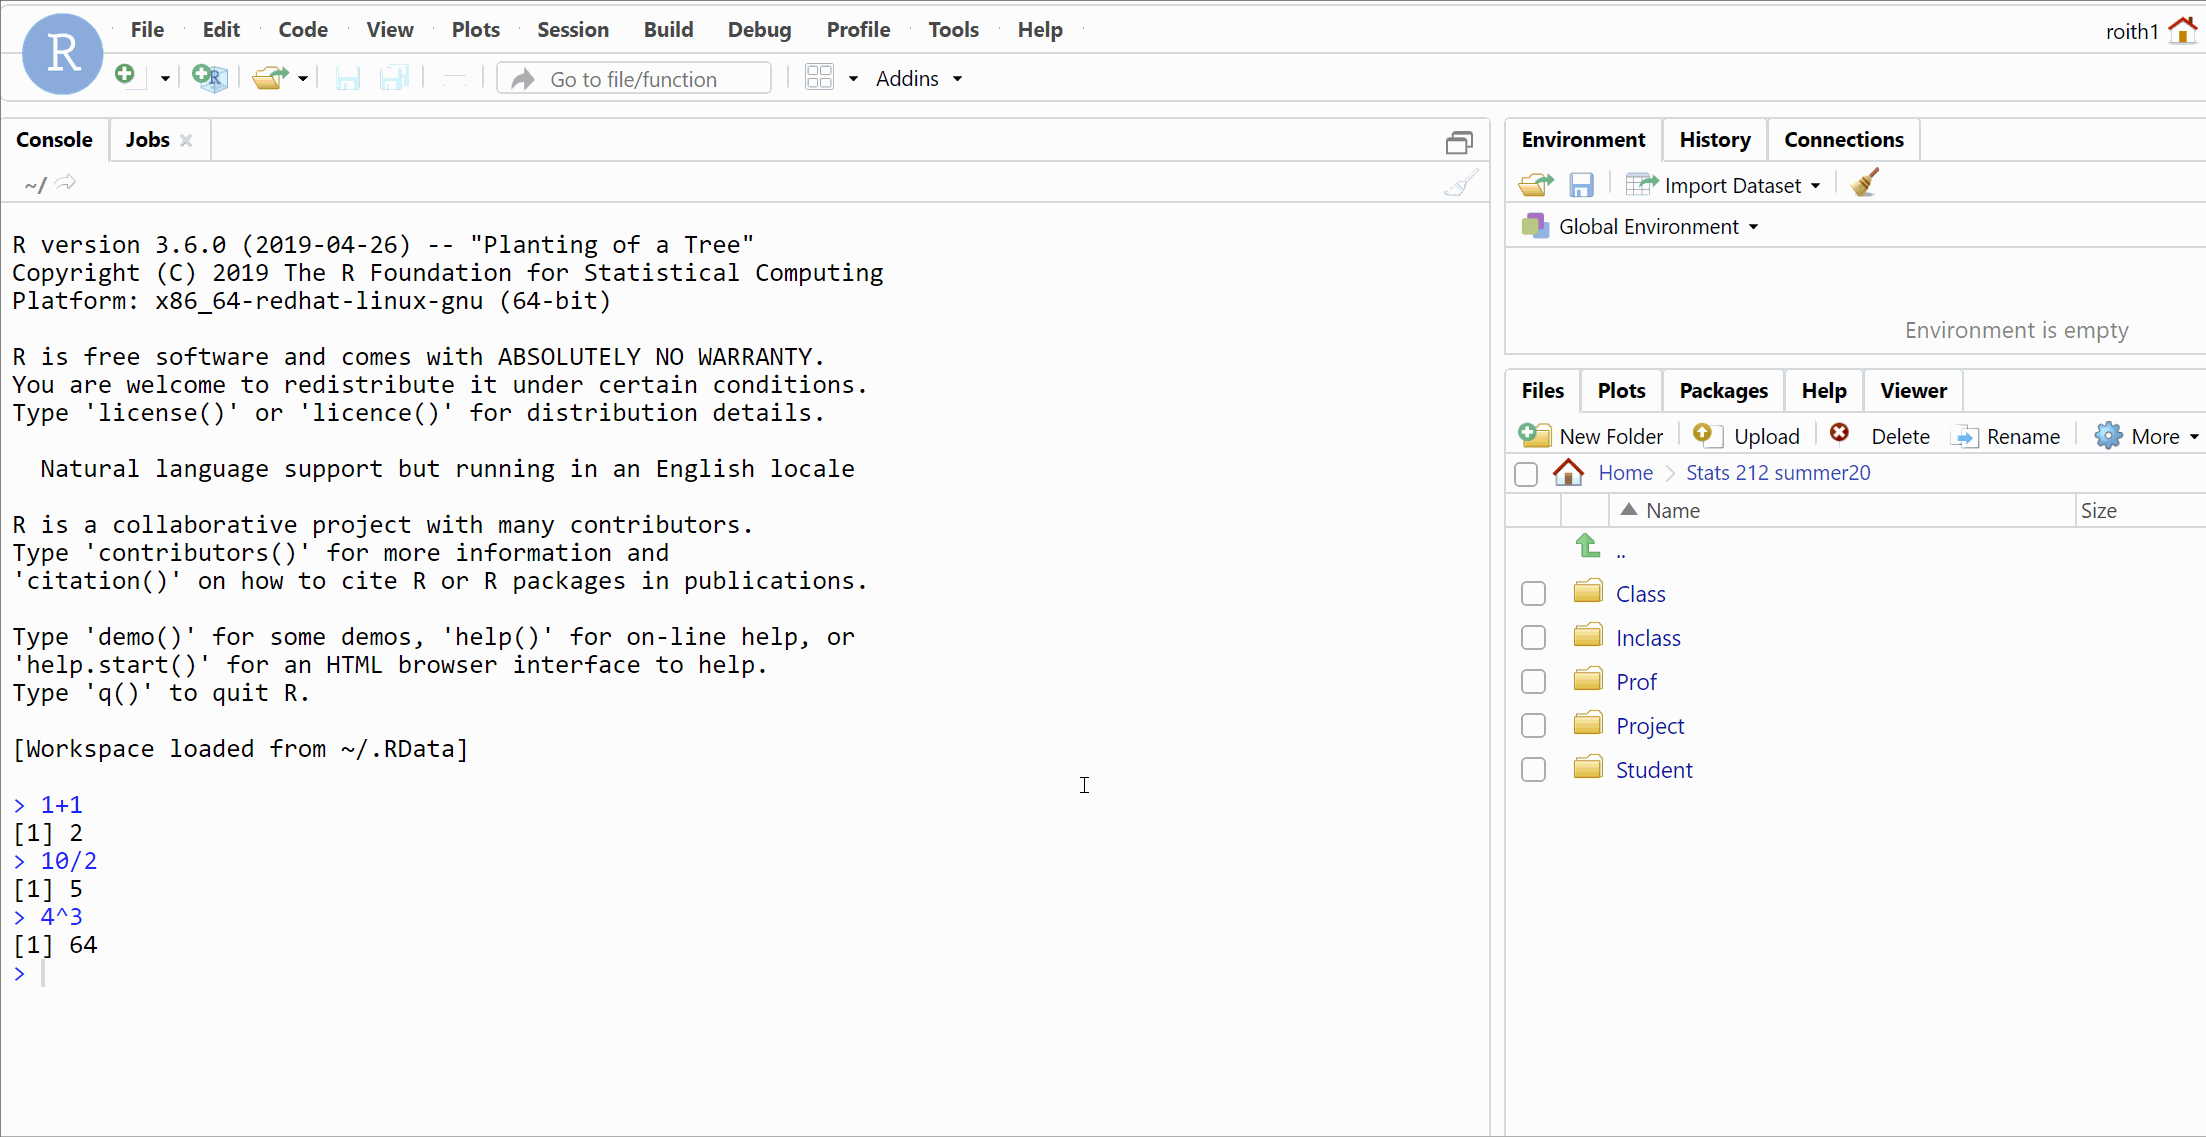 R
File Edit Code View Plots Session Build Debug Profile Tools Help
roith1
R
Go to file/function
Addins
Console Jobs
~/
R version 3.6.0 (2019-04-26) -- "Planting of a Tree"
Copyright (C) 2019 The R Foundation for Statistical Computing
Platform: x86_64-redhat-linux-gnu (64-bit)
R is free software and comes with ABSOLUTELY NO WARRANTY.
You are welcome to redistribute it under certain conditions.
Type 'license()' or 'licence()' for distribution details.
Natural language support but running in an English locale
R is a collaborative project with many contributors.
Type 'contributors()' for more information and
'citation()' on how to cite R or R packages in publications.
Type 'demo()' for some demos, 'help()' for on-line help, or
'help.start()' for an HTML browser interface to help.
Type 'q()' to quit R.
[Workspace loaded from ~/.RData]
> 1+1
[1] 2
> 10/2
[1] 5
> 4^3
[1] 64
>
Environment History Connections
Import Dataset
Global Environment
Environment is empty
Files Plots Packages Help Viewer
New Folder Upload Delete Rename More
Home Stats 212 summer20
Name Size
..
Class
Inclass
Prof
Project
Student